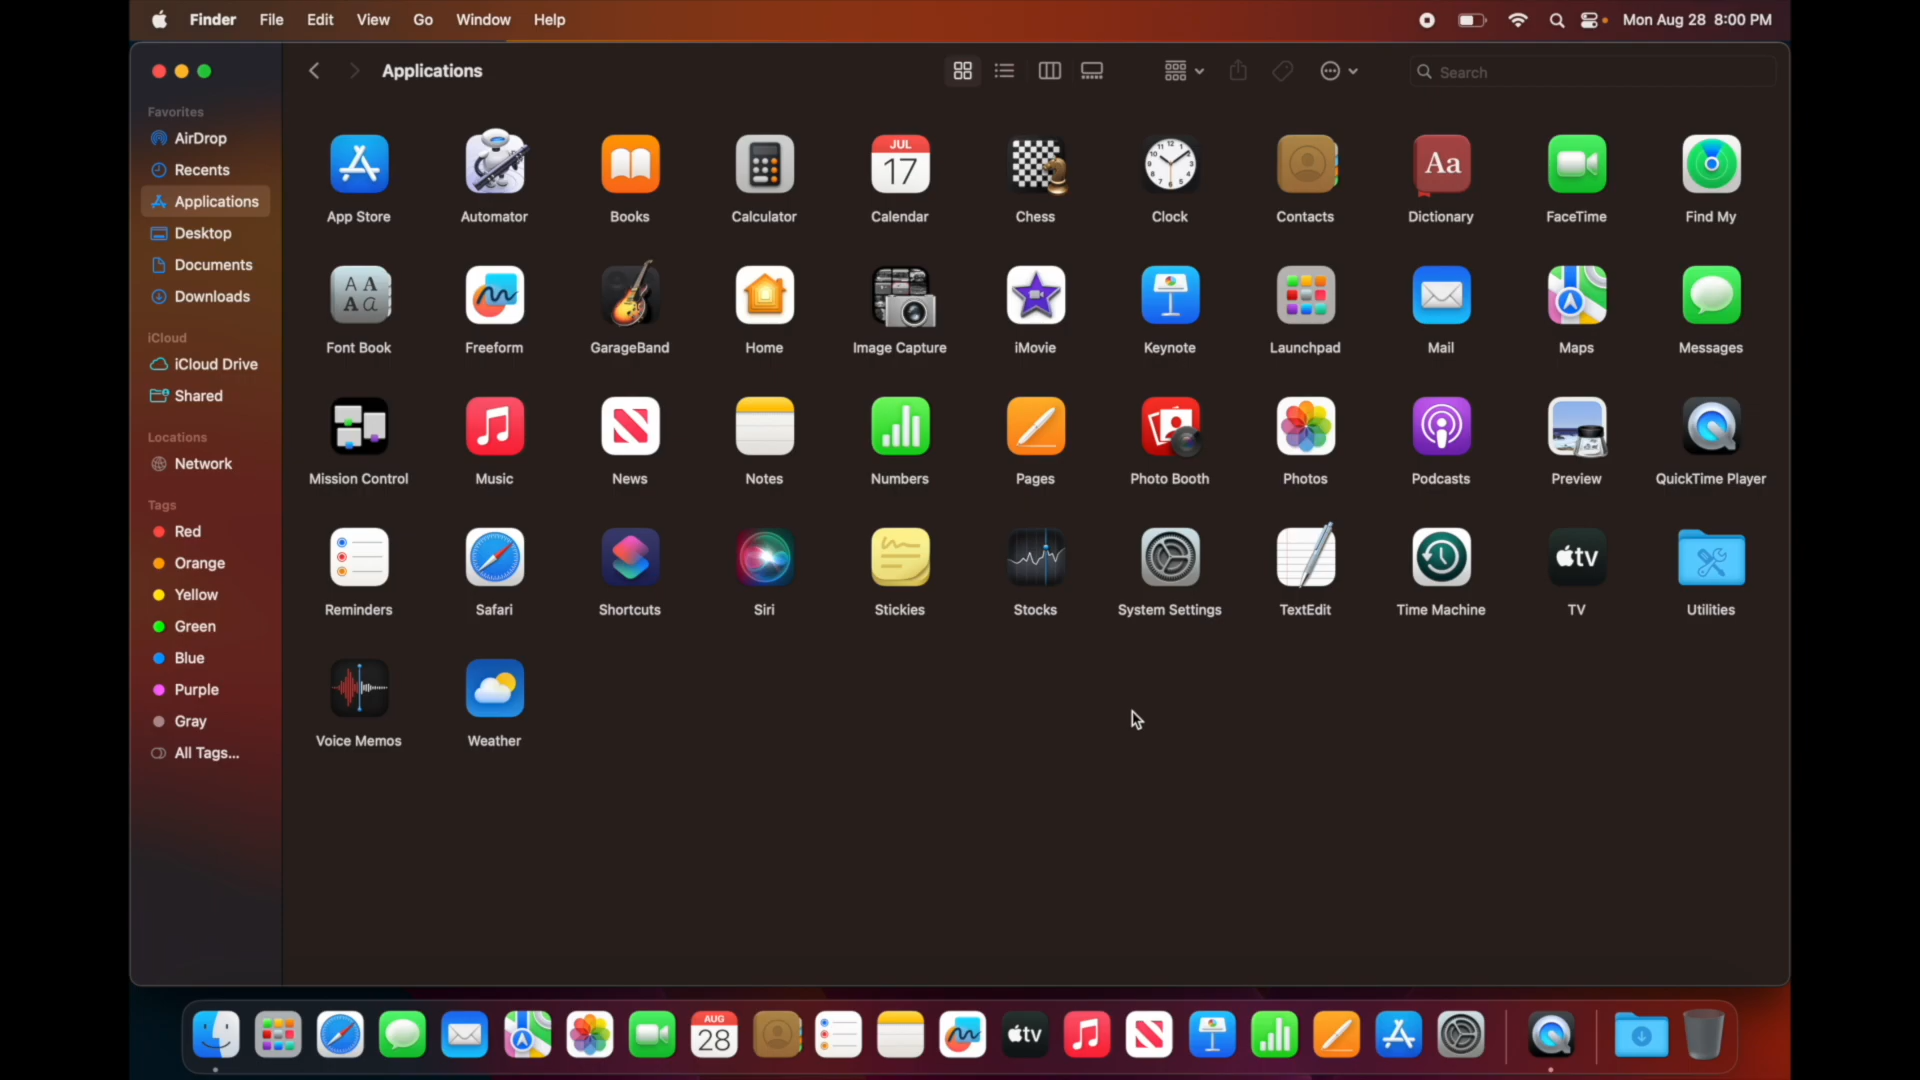 Finder File Edit View Go Window Help Mon Aug 28 8:00 PM
Applications Search
Favorites
AirDrop
Recents
Applications
Desktop
Documents
Downloads
iCloud
iCloud Drive
Shared
Locations
Network
Tags
Red
Orange
Yellow
Green
Blue
Purple
Gray
All Tags...
JUL
17
Aa
App Store Automator Books Calculator Calendar Chess Clock Contacts Dictionary FaceTime Find My
A A
A a
Font Book Freeform GarageBand Home Image Capture iMovie Keynote Launchpad Mail Maps Messages
Mission Control Music News Notes Numbers Pages Photo Booth Photos Podcasts Preview QuickTime Player
tv
Reminders Safari Shortcuts Siri Stickies Stocks System Settings TextEdit Time Machine TV Utilities
Voice Memos Weather
AUG
28
tv